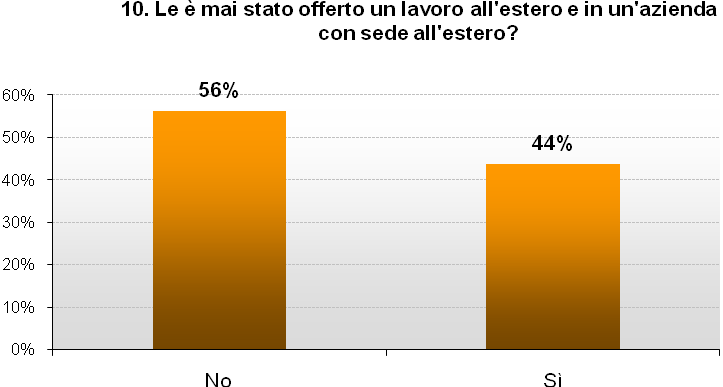 10. Le è mai stato offerto un lavoro all'estero e in un'azienda
con sede all'estero?
56%
44%
60%
50%
40%
30%
20%
10%
0%
No
Sì